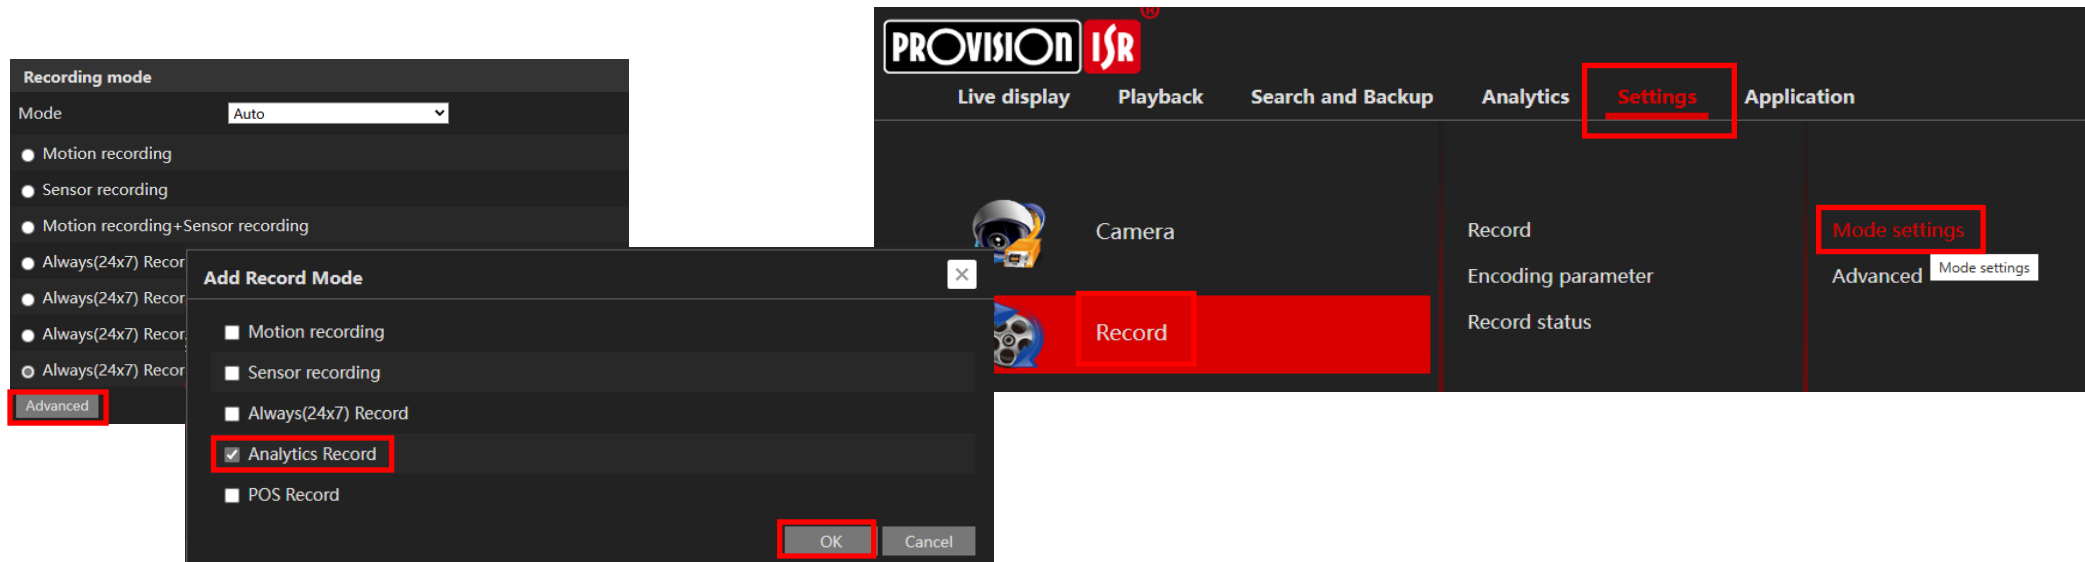 Recording mode
Mode
Auto
Motion recording
Sensor recording
Motion recording+Sensor recording
Always(24x7) Recor
Always(24x7) Recor
Always(24x7) Recor
Always(24x7) Recor
Advanced
Add Record Mode
Motion recording
Sensor recording
Always(24x7) Record
Analytics Record
POS Record
OK Cancel
PROVISION ISR ®
Live display Playback Search and Backup Analytics Settings Application
Camera
Record
Record
Encoding parameter
Record status
Mode settings
Advanced
Mode settings